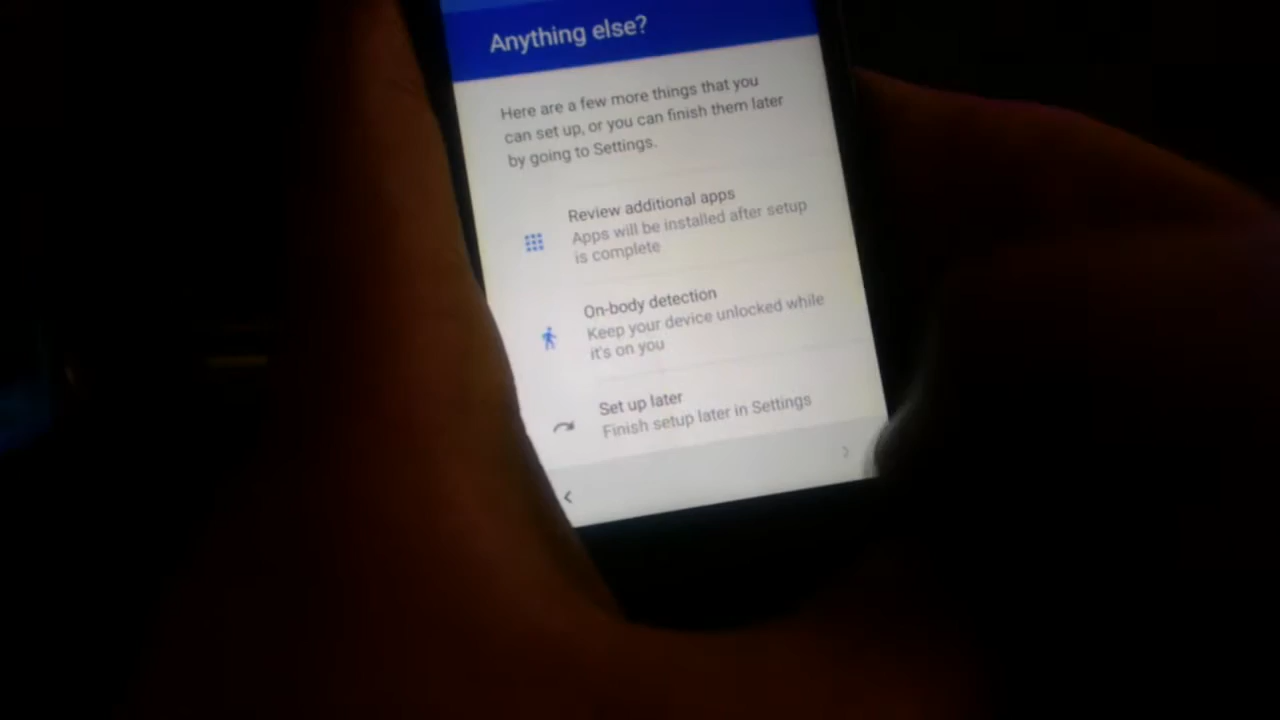 Anything else?
Here are a few more things that you
can set up, or you can finish them later
by going to Settings.
Review additional apps
Apps will be installed after setup
is complete
On-body detection
Keep your device unlocked while
it's on you
Set up later
Finish setup later in Settings